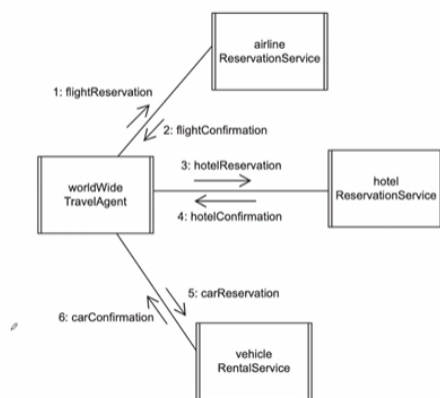 airline
ReservationService
1: flightReservation
2: flightConfirmation
3: hotelReservation
worldWide
TravelAgent
hotel
ReservationService
4: hotelConfirmation
5: carReservation
6: carConfirmation
vehicle
RentalService